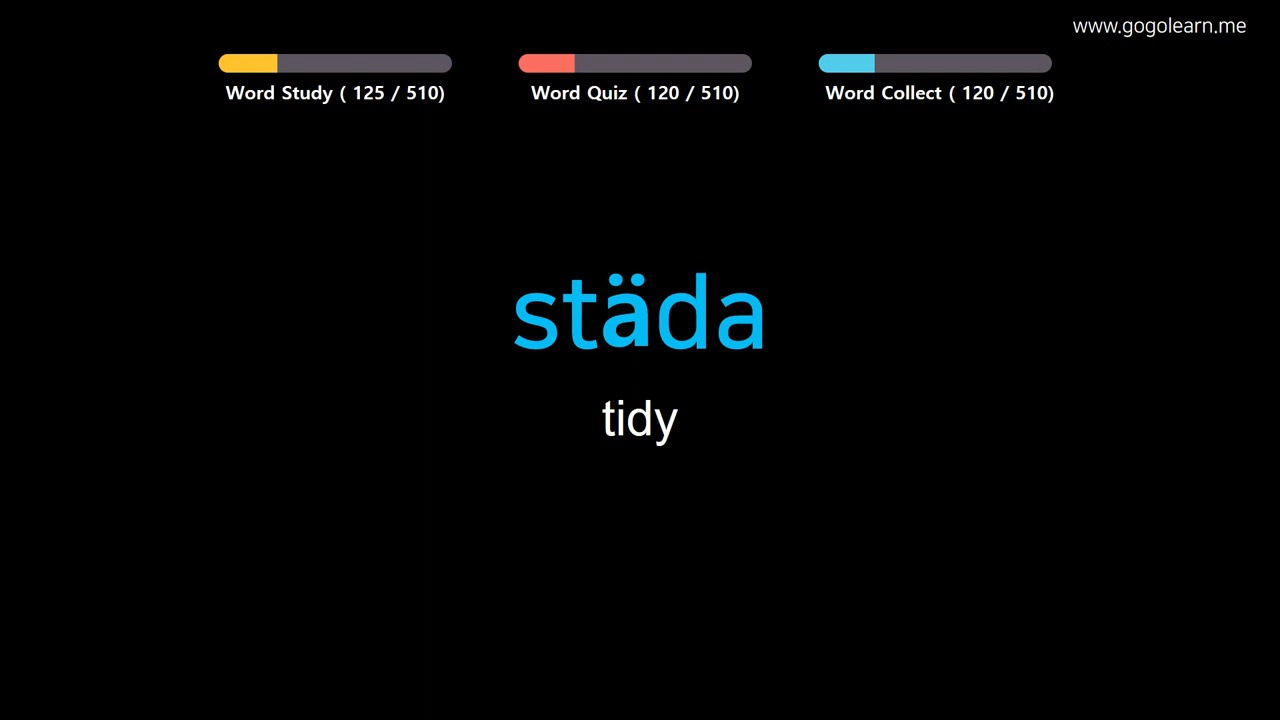 www.gogolearn.me
Word Study ( 125 / 510)
Word Quiz ( 120 / 510)
Word Collect ( 120 / 510)
städa
tidy